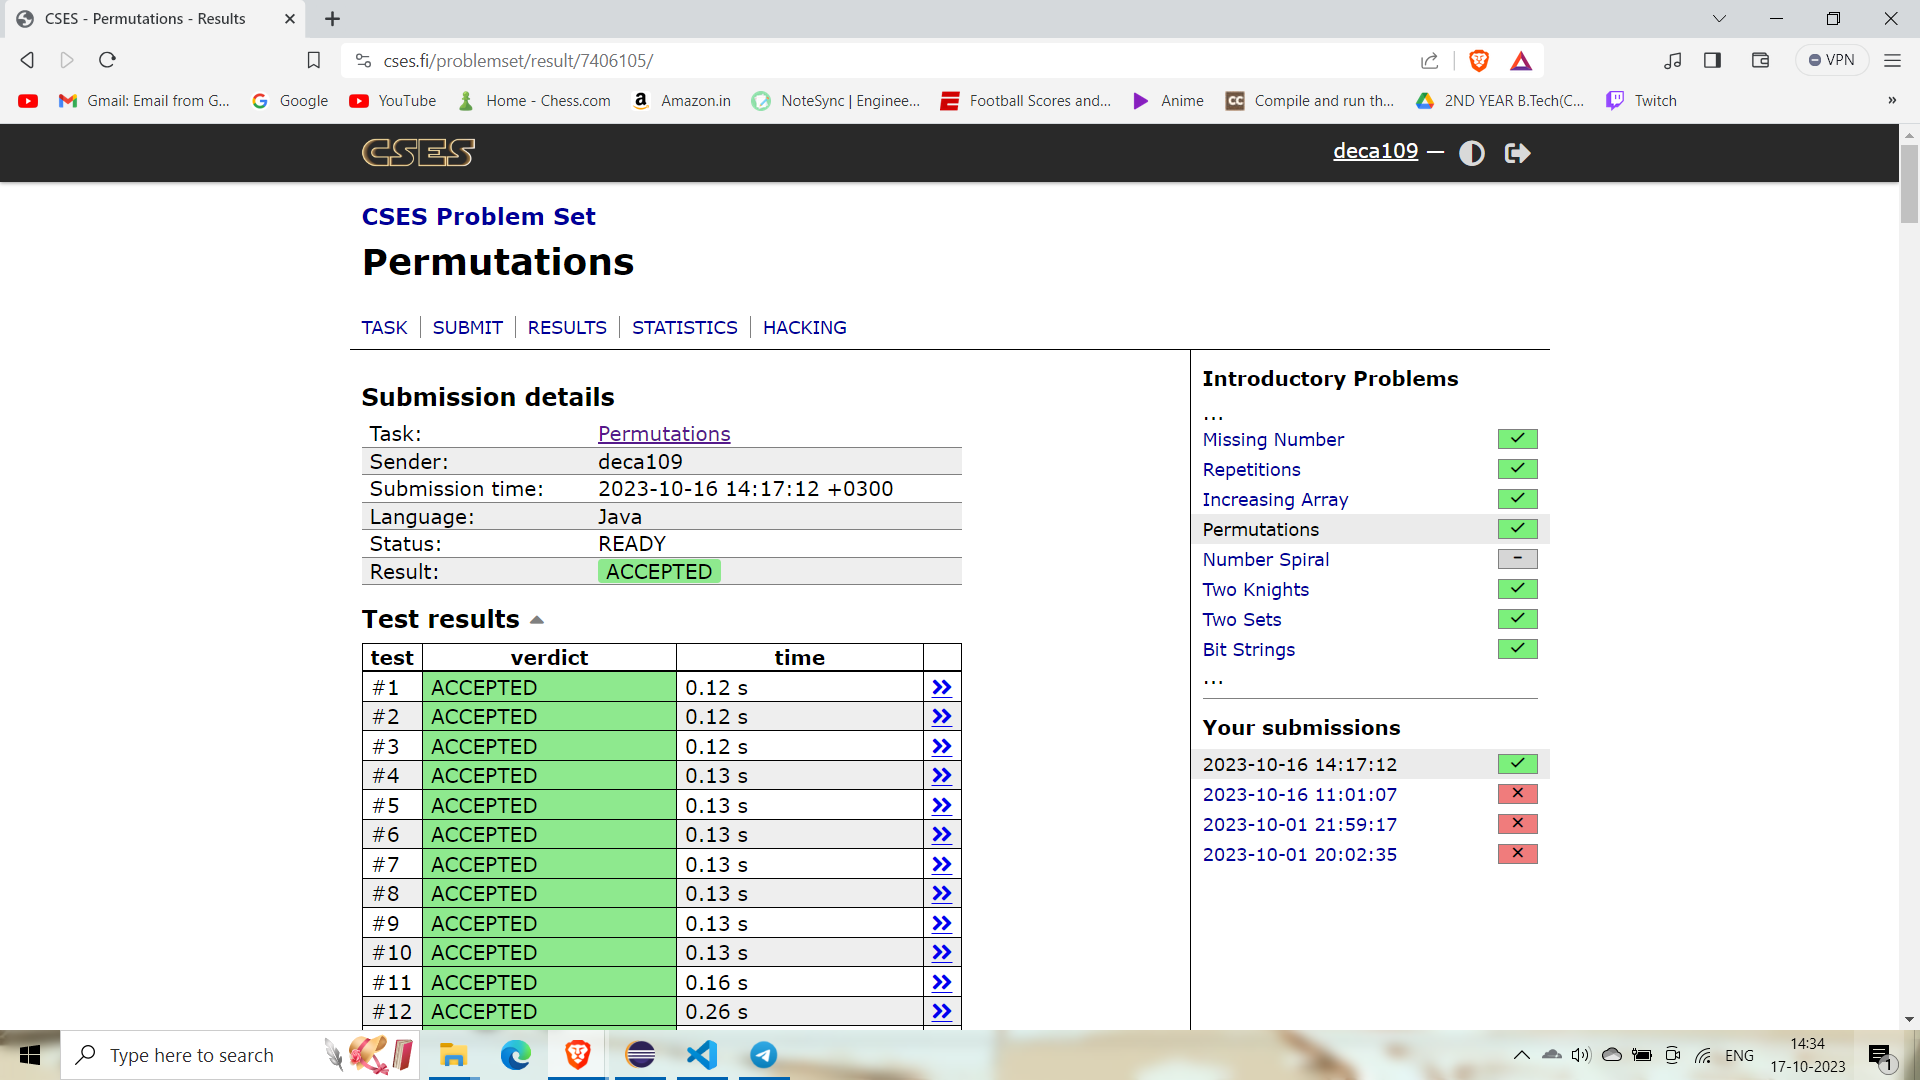 CSES - Permutations - Results
cses.fi/problemset/result/7406105/
VPN
Gmail: Email from G... Google YouTube Home - Chess.com Amazon.in NoteSync | Enginee... Football Scores and... Anime Compile and run th... 2ND YEAR B.Tech(C... Twitch »
CSES
deca109 —
CSES Problem Set
Permutations
TASK SUBMIT RESULTS STATISTICS HACKING
Submission details
Task: Permutations
Sender: deca109
Submission time: 2023-10-16 14:17:12 +0300
Language: Java
Status: READY
Result: ACCEPTED
Test results
test verdict time
#1 ACCEPTED 0.12 s
#2 ACCEPTED 0.12 s
#3 ACCEPTED 0.12 s
#4 ACCEPTED 0.13 s
#5 ACCEPTED 0.13 s
#6 ACCEPTED 0.13 s
#7 ACCEPTED 0.13 s
#8 ACCEPTED 0.13 s
#9 ACCEPTED 0.13 s
#10 ACCEPTED 0.13 s
#11 ACCEPTED 0.16 s
#12 ACCEPTED 0.26 s
Introductory Problems
...
Missing Number
Repetitions
Increasing Array
Permutations
Number Spiral –
Two Knights
Two Sets
Bit Strings
...
Your submissions
2023-10-16 14:17:12
2023-10-16 11:01:07
2023-10-01 21:59:17
2023-10-01 20:02:35
Type here to search
ENG
14:34
17-10-2023
1